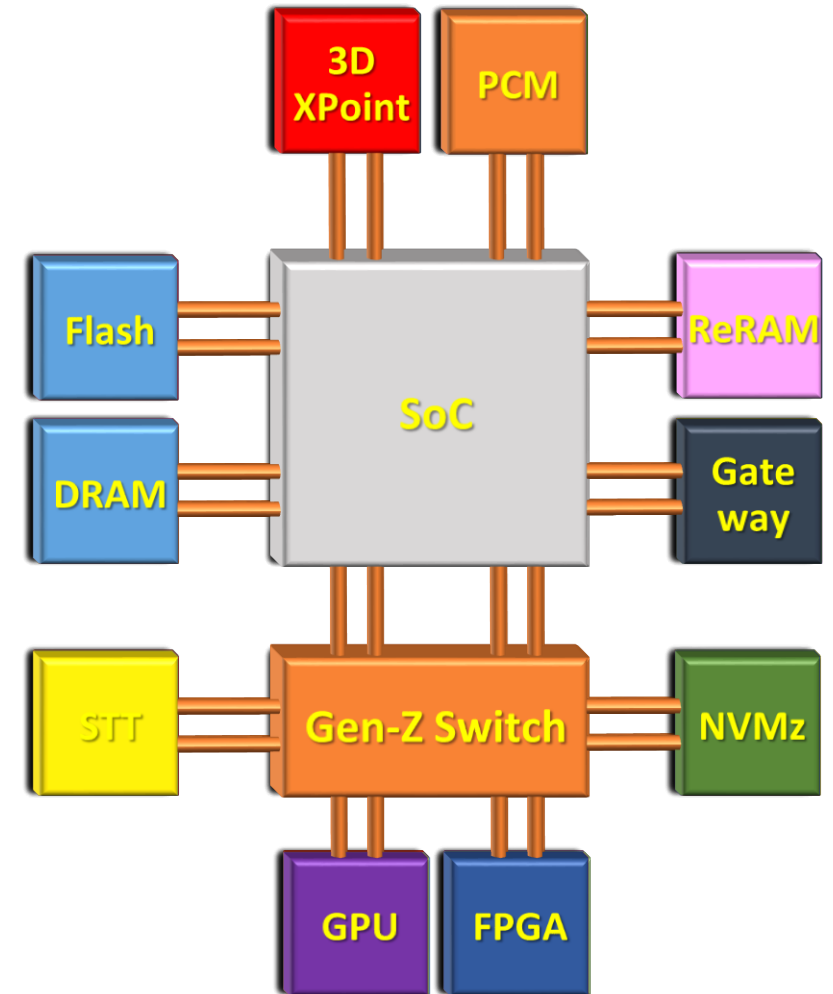 3D
XPoint
PCM
Flash
ReRAM
SoC
DRAM
Gate
way
STT
Gen-Z Switch
NVMz
GPU
FPGA